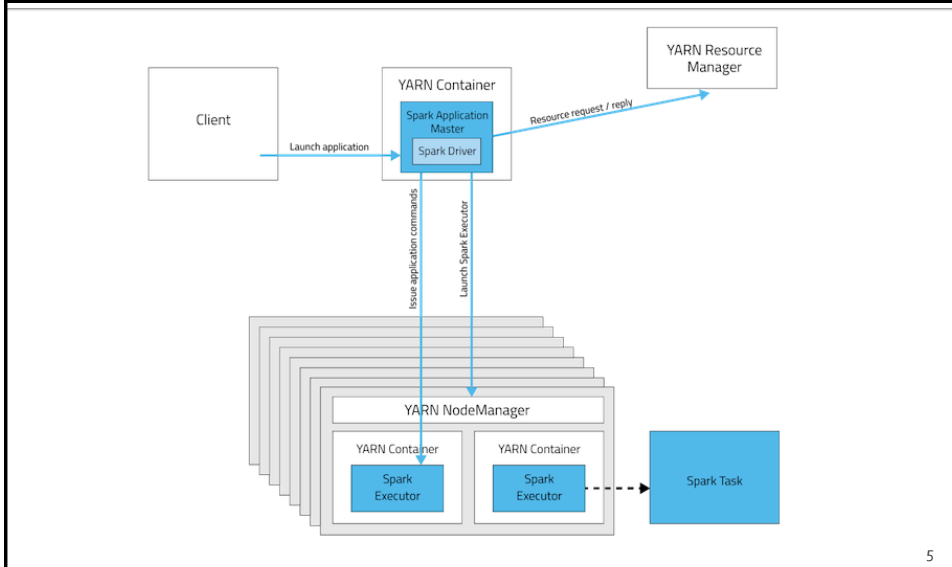 Client
Launch application
YARN Container
Spark Application
Master
Spark Driver
Resource request / reply
YARN Resource
Manager
Issue application commands
Launch Spark Executor
YARN NodeManager
YARN Container
Spark
Executor
YARN Container
Spark
Executor
Spark Task
5